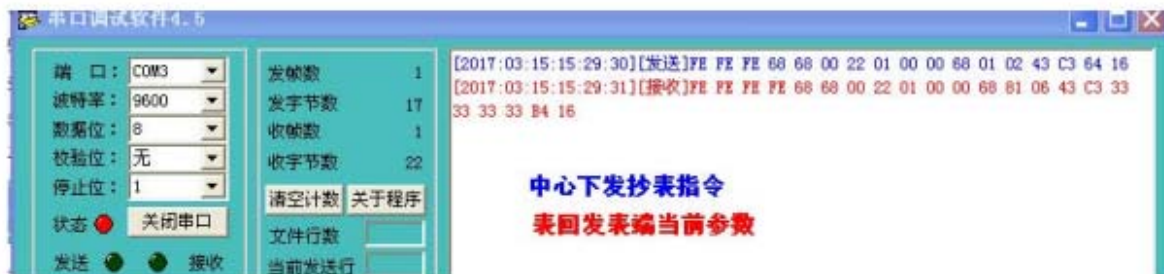 串口调试软件4.5
端 口: COM3
波特率: 9600
数据位: 8
校验位: 无
停止位: 1
状态 关闭串口
发送 接收
发帧数 1
发字节数 17
收帧数 1
收字节数 22
清空计数 关于程序
文件行数
当前发送行
[2017:03:15:15:29:30][发送]FE FE FE 68 68 00 22 01 00 00 68 01 02 43 C3 64 16
[2017:03:15:15:29:31][接收]FE FE FE FE 68 68 00 22 01 00 00 68 81 06 43 C3 33
33 33 33 B4 16
中心下发抄表指令
表回发表端当前参数